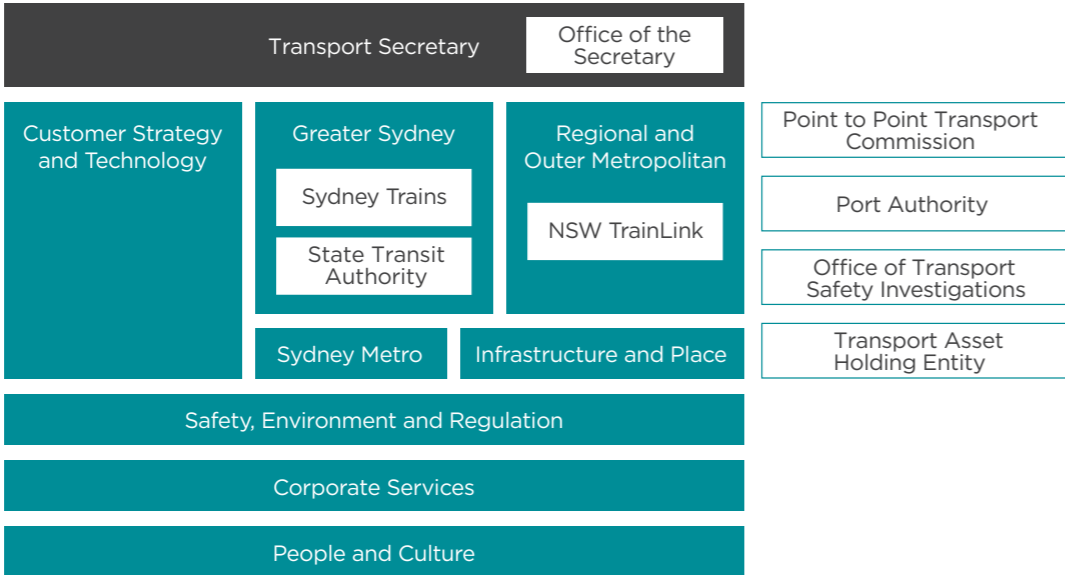 Transport Secretary
Office of the
Secretary
Customer Strategy
and Technology
Greater Sydney
Sydney Trains
State Transit
Authority
Regional and
Outer Metropolitan
NSW TrainLink
Sydney Metro
Infrastructure and Place
Safety, Environment and Regulation
Corporate Services
People and Culture
Point to Point Transport
Commission
Port Authority
Office of Transport
Safety Investigations
Transport Asset
Holding Entity